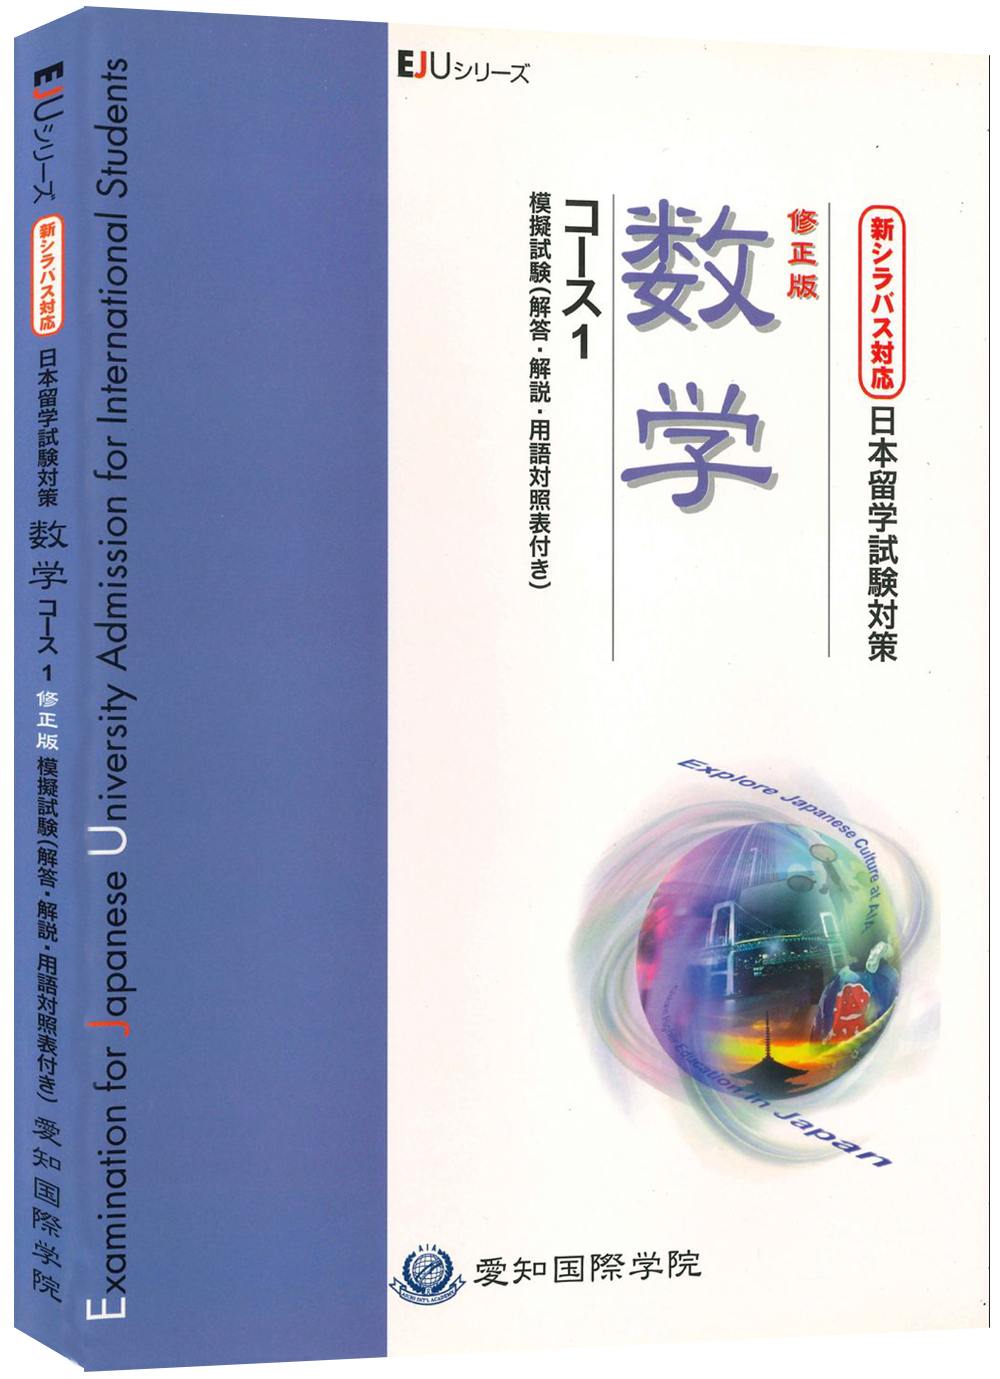 EJUシリーズ
新シラバス対応
日本留学試験対策
数学
コース1
修正版
模擬試験(解答・解説・用語対照表付き)
愛知国際学院
Examination for Japanese University Admission for International Students
EJUシリーズ
新シラバス対応
日本留学試験対策
修正版
数学
コース1
模擬試験(解答・解説・用語対照表付き)
Explore Japanese Culture at AIA
Education in Japan
祭
AIA
愛知国際学院